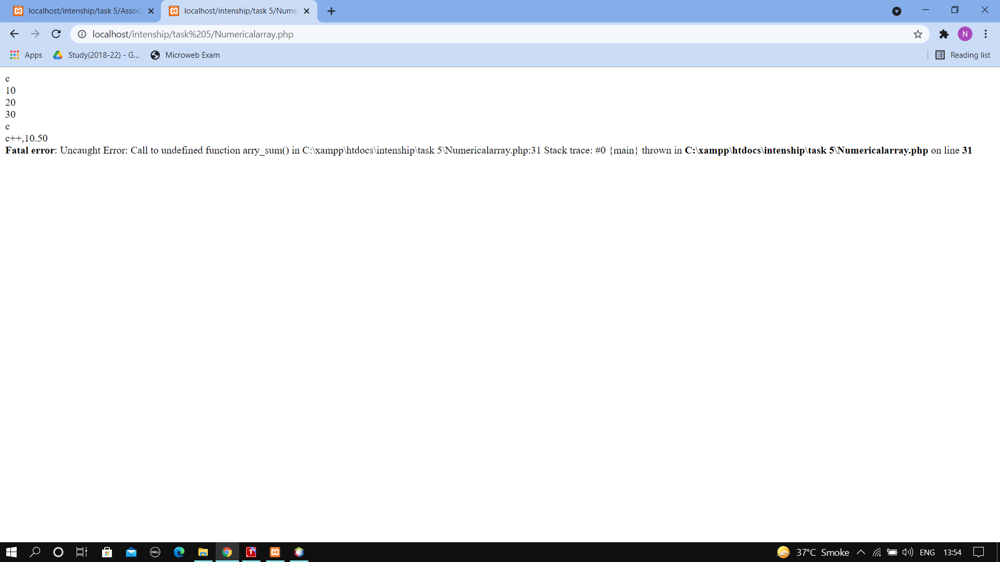 localhost/intenship/task 5/Associ
localhost/intenship/task 5/Nume
localhost/intenship/task%205/Numericalarray.php
N
Apps
Study(2018-22) - G...
Microweb Exam
Reading list
c
10
20
30
c
c++,10.50
Fatal error: Uncaught Error: Call to undefined function arry_sum() in C:\xampp\htdocs\intenship\task 5\Numericalarray.php:31 Stack trace: #0 {main} thrown in C:\xampp\htdocs\intenship\task 5\Numericalarray.php on line 31
DELL
T
37°C Smoke
ENG
13:54